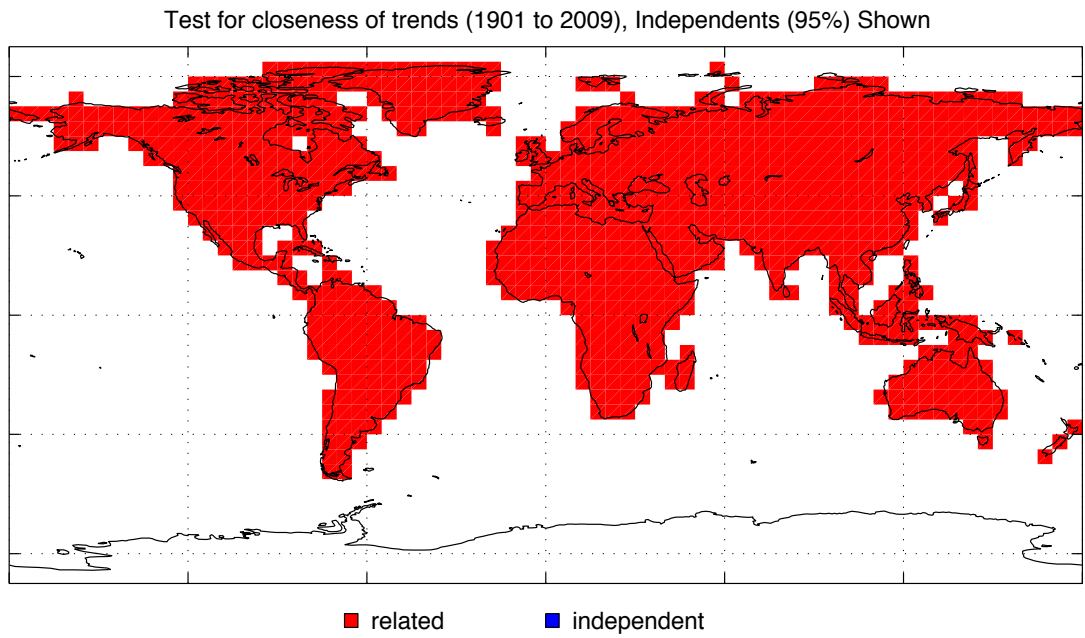 Test for closeness of trends (1901 to 2009), Independents (95%) Shown
related
independent